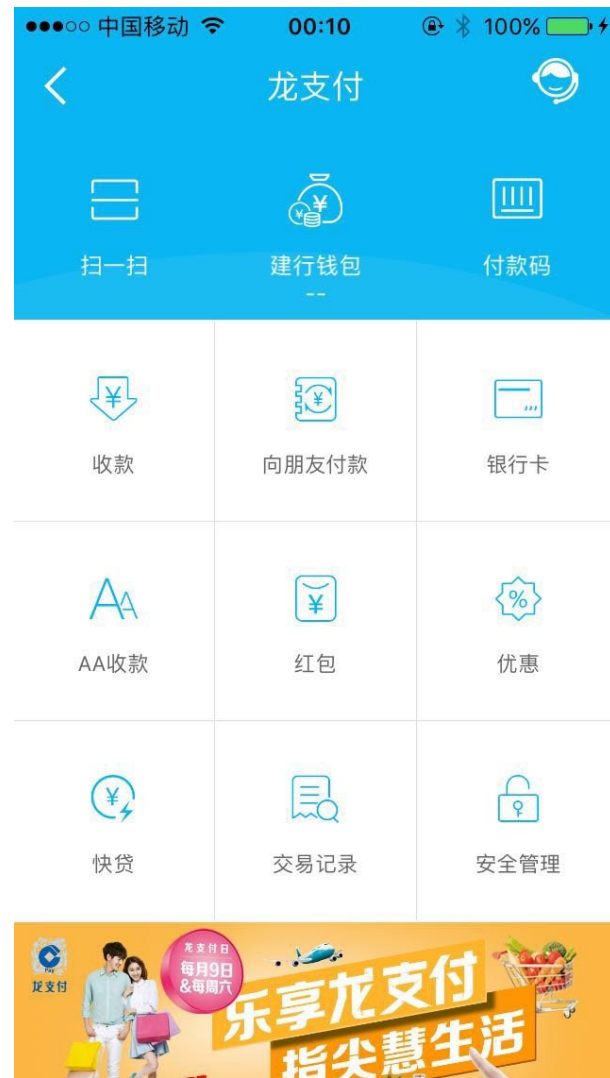 中国移动 00:10 100%
龙支付
扫一扫 建行钱包 付款码
--
收款 向朋友付款 银行卡
AA收款 红包 优惠
快贷 交易记录 安全管理
龙支付日
每月9日
&每周六
龙支付
乐享龙支付
指尖慧生活